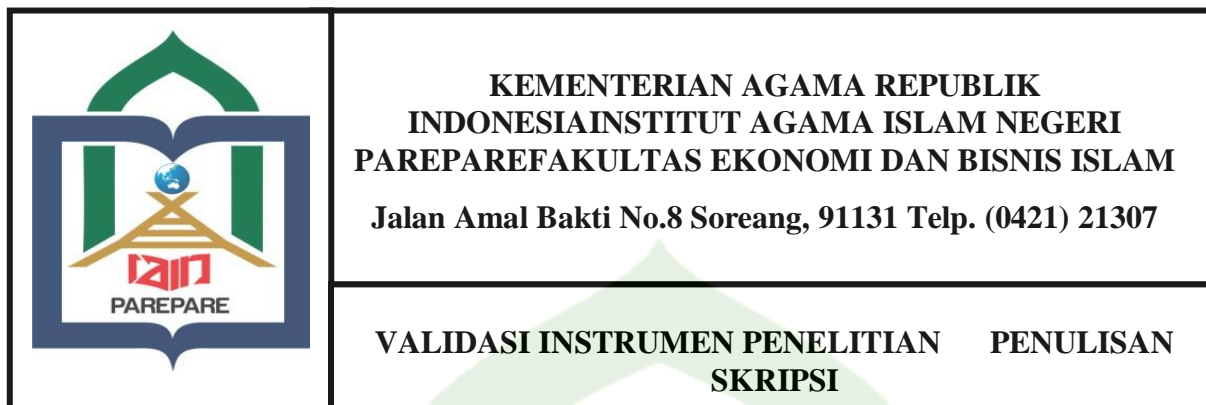 iain
PAREPARE
KEMENTERIAN AGAMA REPUBLIK
INDONESIAINSTITUT AGAMA ISLAM NEGERI
PAREPAREFAKULTAS EKONOMI DAN BISNIS ISLAM
Jalan Amal Bakti No.8 Soreang, 91131 Telp. (0421) 21307
VALIDASI INSTRUMEN PENELITIAN PENULISAN
SKRIPSI